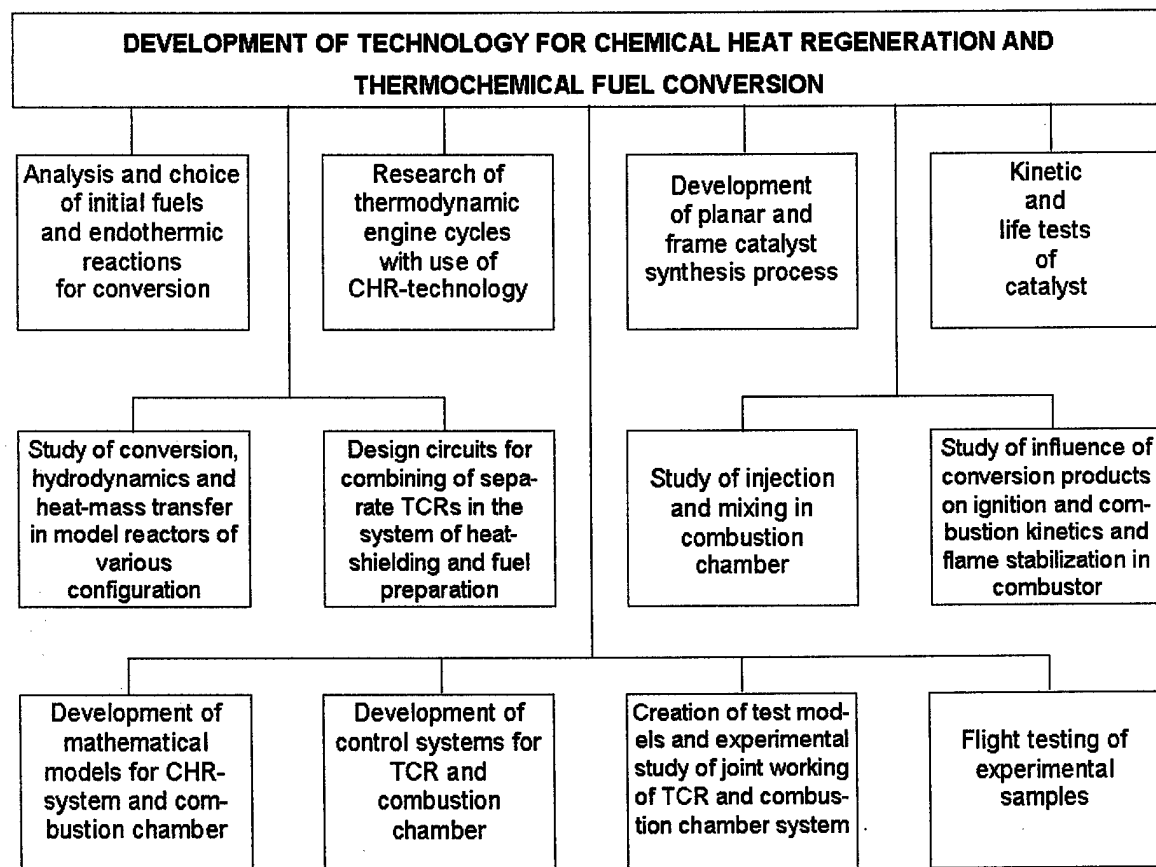 DEVELOPMENT OF TECHNOLOGY FOR CHEMICAL HEAT REGENERATION AND
THERMOCHEMICAL FUEL CONVERSION
Analysis and choice
of initial fuels
and endothermic
reactions
for conversion
Research of
thermodynamic
engine cycles
with use of
CHR-technology
Development
of planar and
frame catalyst
synthesis process
Kinetic
and
life tests
of
catalyst
Study of conversion,
hydrodynamics and
heat-mass transfer
in model reactors of
various
configuration
Design circuits for
combining of sepa-
rate TCRs in the
system of heat-
shielding and fuel
preparation
Study of injection
and mixing in
combustion
chamber
Study of influence of
conversion products
on ignition and com-
bustion kinetics and
flame stabilization in
combustor
Development of
mathematical
models for CHR-
system and com-
bustion chamber
Development of
control systems for
TCR and
combustion
chamber
Creation of test mod-
els and experimental
study of joint working
of TCR and combus-
tion chamber system
Flight testing of
experimental
samples